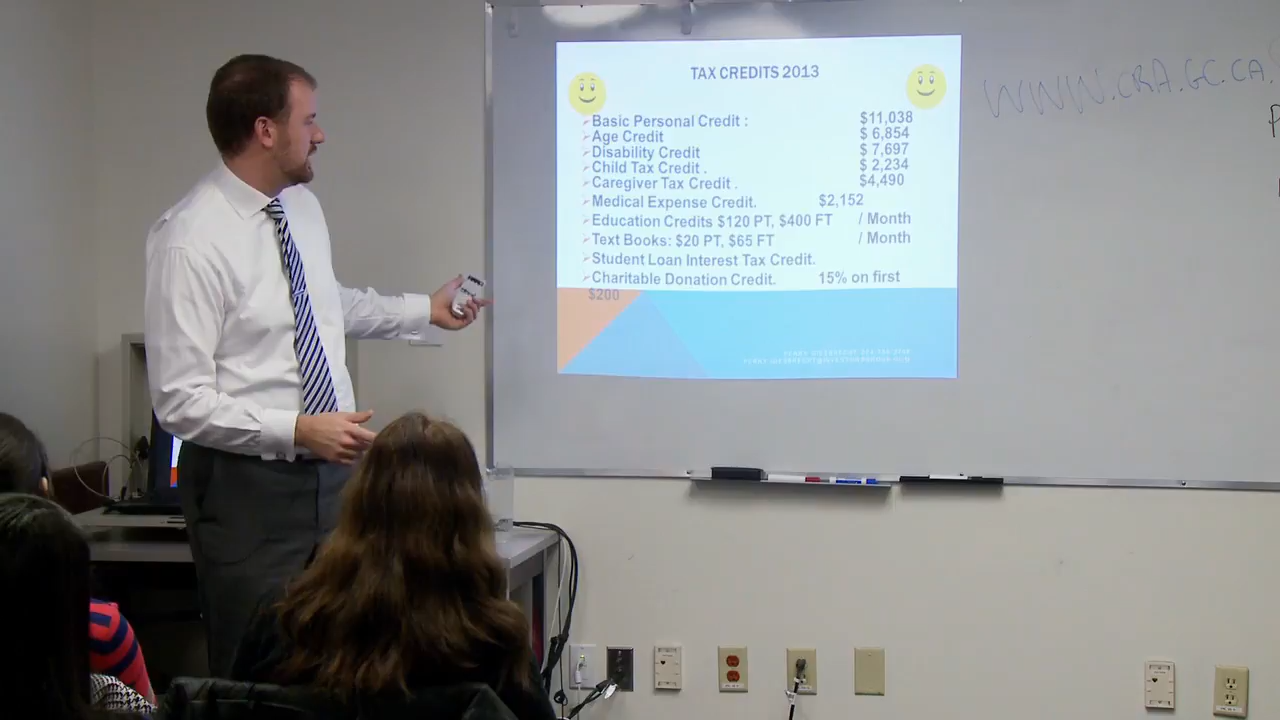 TAX CREDITS 2013
WWW.CRA.GC.CA
➢Basic Personal Credit : $11,038
➢Age Credit $ 6,854
➢Disability Credit $ 7,697
➢Child Tax Credit . $ 2,234
➢Caregiver Tax Credit . $4,490
➢Medical Expense Credit. $2,152
➢Education Credits $120 PT, $400 FT / Month
➢Text Books: $20 PT, $65 FT / Month
➢Student Loan Interest Tax Credit.
➢Charitable Donation Credit. 15% on first
$200